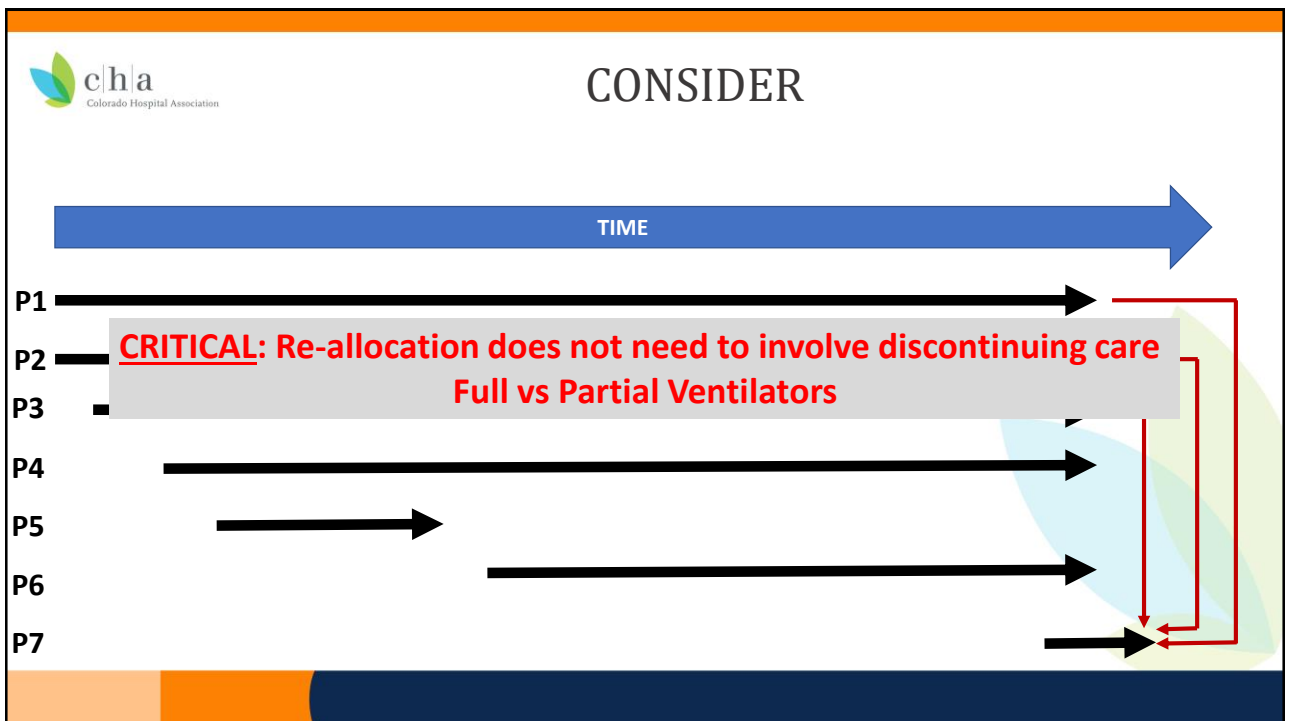 c|h|a
Colorado Hospital Association
CONSIDER
TIME
P1
CRITICAL: Re-allocation does not need to involve discontinuing care
Full vs Partial Ventilators
P2
P3
P4
P5
P6
P7